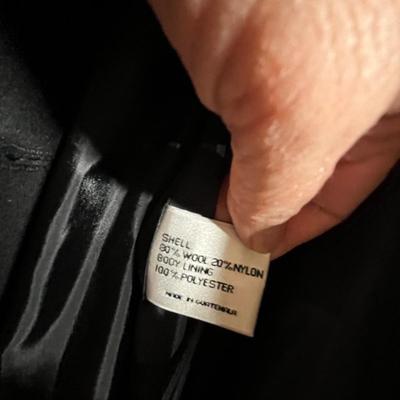 SHELL
80% WOOL 20% NYLON
BODY LINING
100% POLYESTER
MADE IN GUATEMALA